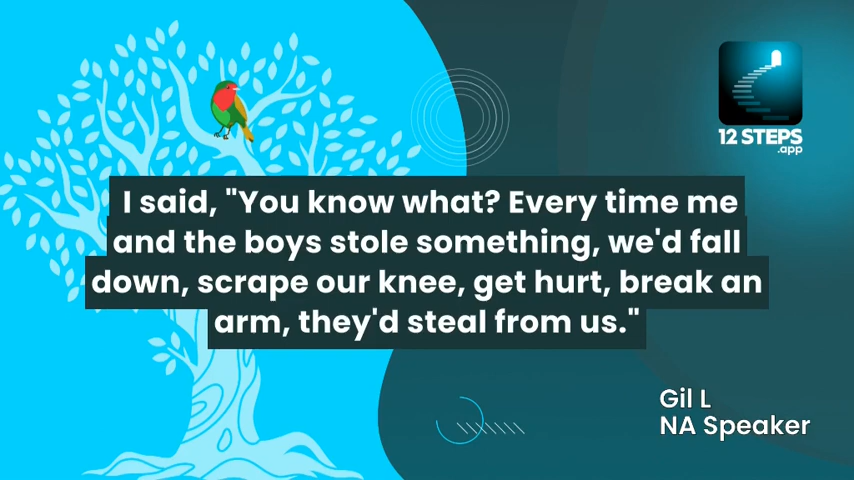 12 STEPS
.app
I said, "You know what? Every time me
and the boys stole something, we'd fall
down, scrape our knee, get hurt, break an
arm, they'd steal from us."
Gil L
NA Speaker